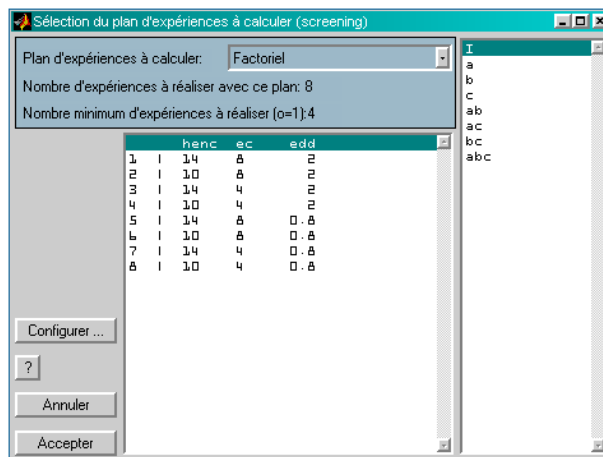 Sélection du plan d'expériences à calculer (screening)
Plan d'expériences à calculer: Factoriel
Nombre d'expériences à réaliser avec ce plan: 8
Nombre minimum d'expériences à réaliser (o=1):4
henc ec edd
1 | 14 8 2
2 | 10 8 2
3 | 14 4 2
4 | 10 4 2
5 | 14 8 0.8
6 | 10 8 0.8
7 | 14 4 0.8
8 | 10 4 0.8
I
a
b
c
ab
ac
bc
abc
Configurer ...
?
Annuler
Accepter